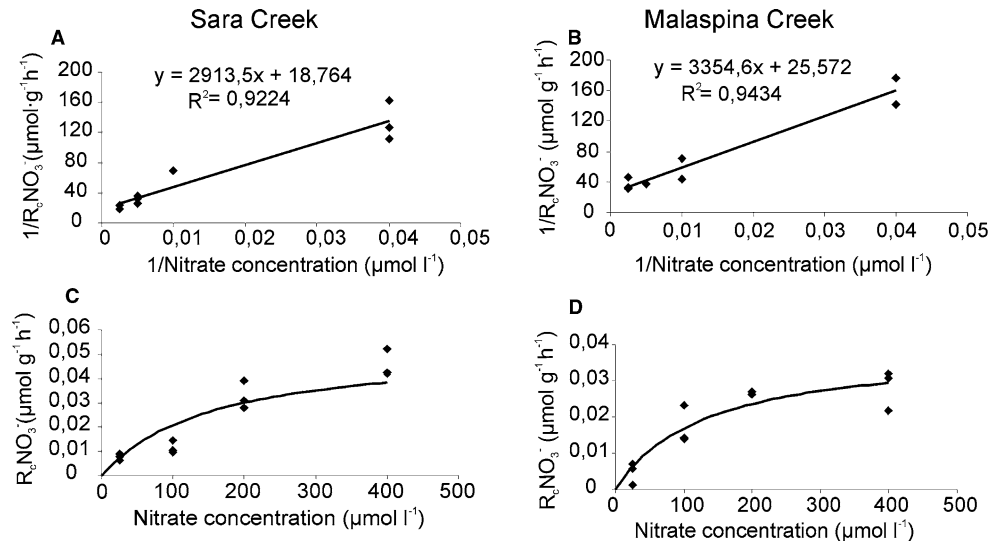 Sara Creek
Malaspina Creek
A
y = 2913,5x + 18,764
R2= 0,9224
1/RcNO3-(µmol·g-1h-1)
200
160
120
80
40
0
0
0,01
0,02
0,03
0,04
0,05
1/Nitrate concentration (µmol l-1)
B
y = 3354,6x + 25,572
R2= 0,9434
1/RcNO3- (µmol g-1h-1)
200
160
120
80
40
0
0
0,01
0,02
0,03
0,04
0,05
1/Nitrate concentration (µmol l-1)
C
RcNO3-(µmol g-1h-1)
0,06
0,05
0,04
0,03
0,02
0,01
0
0
100
200
300
400
500
Nitrate concentration (µmol l-1)
D
RcNO3- (µmol g-1h-1)
0,04
0,03
0,02
0,01
0
0
100
200
300
400
500
Nitrate concentration (µmol l-1)